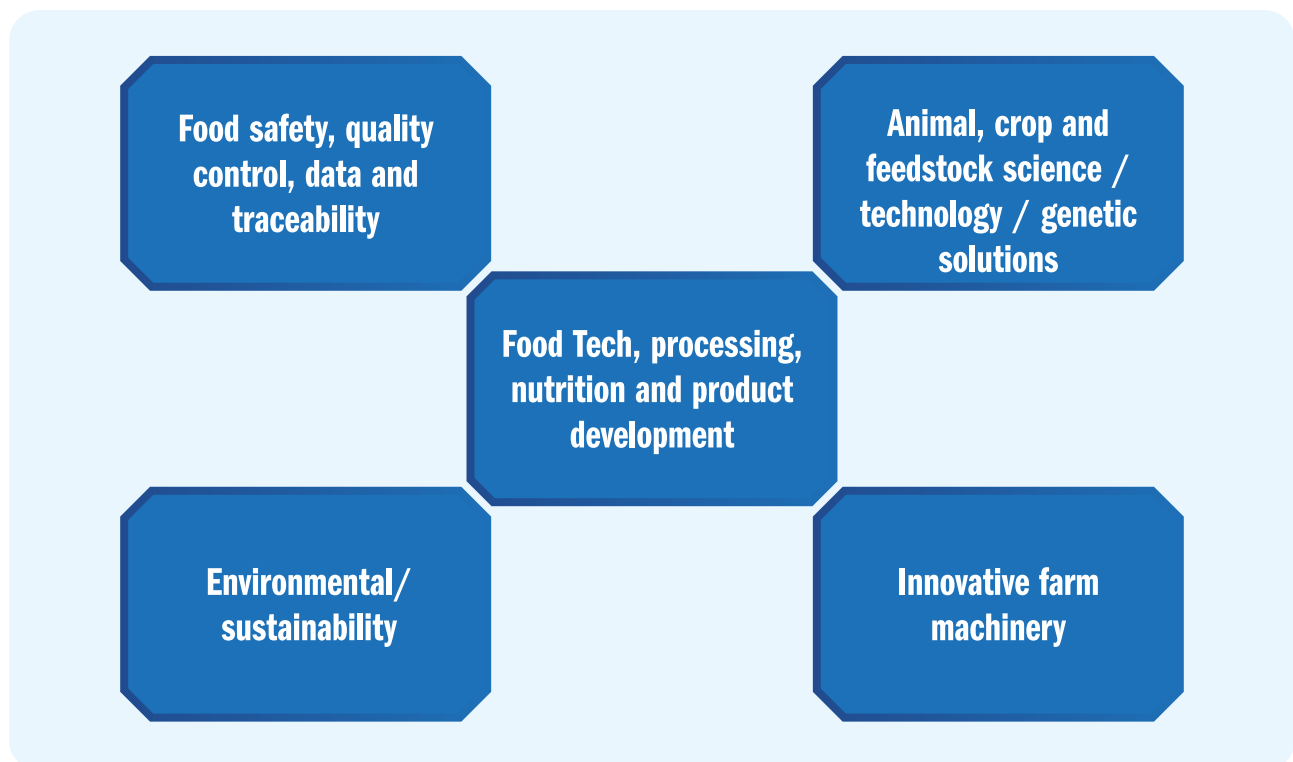 Food safety, quality
control, data and
traceability
Animal, crop and
feedstock science /
technology / genetic
solutions
Food Tech, processing,
nutrition and product
development
Environmental/
sustainability
Innovative farm
machinery